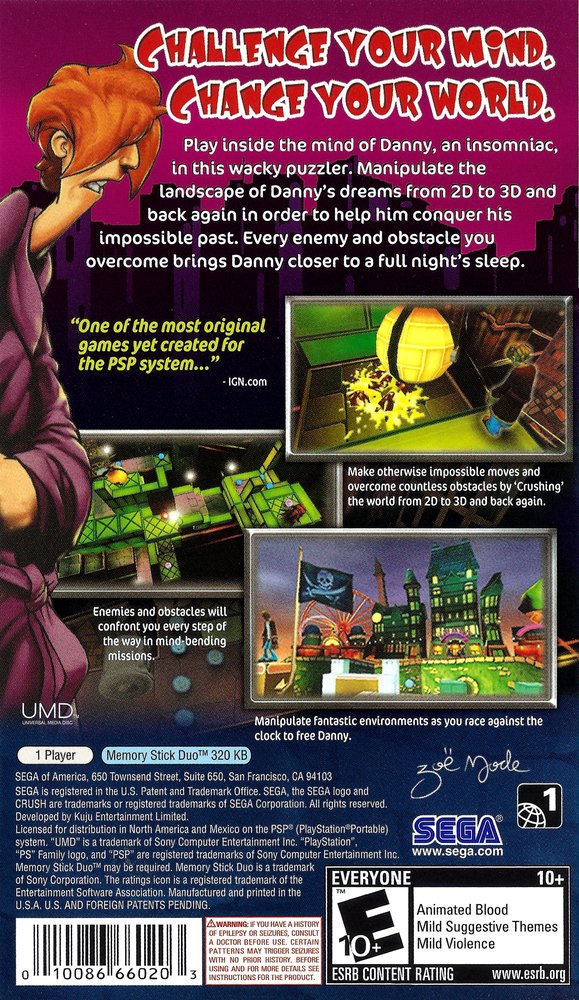 CHALLENGE YOUR MIND.
CHANGE YOUR WORLD.
Play inside the mind of Danny, an insomniac,
in this wacky puzzler. Manipulate the
landscape of Danny's dreams from 2D to 3D and
back again in order to help him conquer his
impossible past. Every enemy and obstacle you
overcome brings Danny closer to a full night's sleep.
"One of the most original
games yet created for
the PSP system..."
- IGN.com
Make otherwise impossible moves and
overcome countless obstacles by 'Crushing'
the world from 2D to 3D and back again.
Enemies and obstacles will
confront you every step of
the way in mind-bending
missions.
Manipulate fantastic environments as you race against the
clock to free Danny.
UMD™
UNIVERSAL MEDIA DISC
1 Player
Memory Stick Duo™ 320 KB
zoë mode
1
SEGA of America, 650 Townsend Street, Suite 650, San Francisco, CA 94103
SEGA is registered in the U.S. Patent and Trademark Office. SEGA, the SEGA logo and
CRUSH are trademarks or registered trademarks of SEGA Corporation. All rights reserved.
Developed by Kuju Entertainment Limited.
Licensed for distribution in North America and Mexico on the PSP® (PlayStation®Portable)
system. "UMD" is a trademark of Sony Computer Entertainment Inc. "PlayStation",
"PS" Family logo, and "PSP" are registered trademarks of Sony Computer Entertainment Inc.
Memory Stick Duo™ may be required. Memory Stick Duo is a trademark
of Sony Corporation. The ratings icon is a registered trademark of the
Entertainment Software Association. Manufactured and printed in the
U.S.A. U.S. AND FOREIGN PATENTS PENDING.
SEGA®
www.sega.com
0 10086 66020 3
WARNING: IF YOU HAVE A HISTORY
OF EPILEPSY OR SEIZURES, CONSULT
A DOCTOR BEFORE USE. CERTAIN
PATTERNS MAY TRIGGER SEIZURES
WITH NO PRIOR HISTORY. BEFORE
USING AND FOR MORE DETAILS SEE
INSTRUCTIONS FOR THE PRODUCT.
EVERYONE 10+
™
E
10+
®
Animated Blood
Mild Suggestive Themes
Mild Violence
ESRB CONTENT RATING www.esrb.org